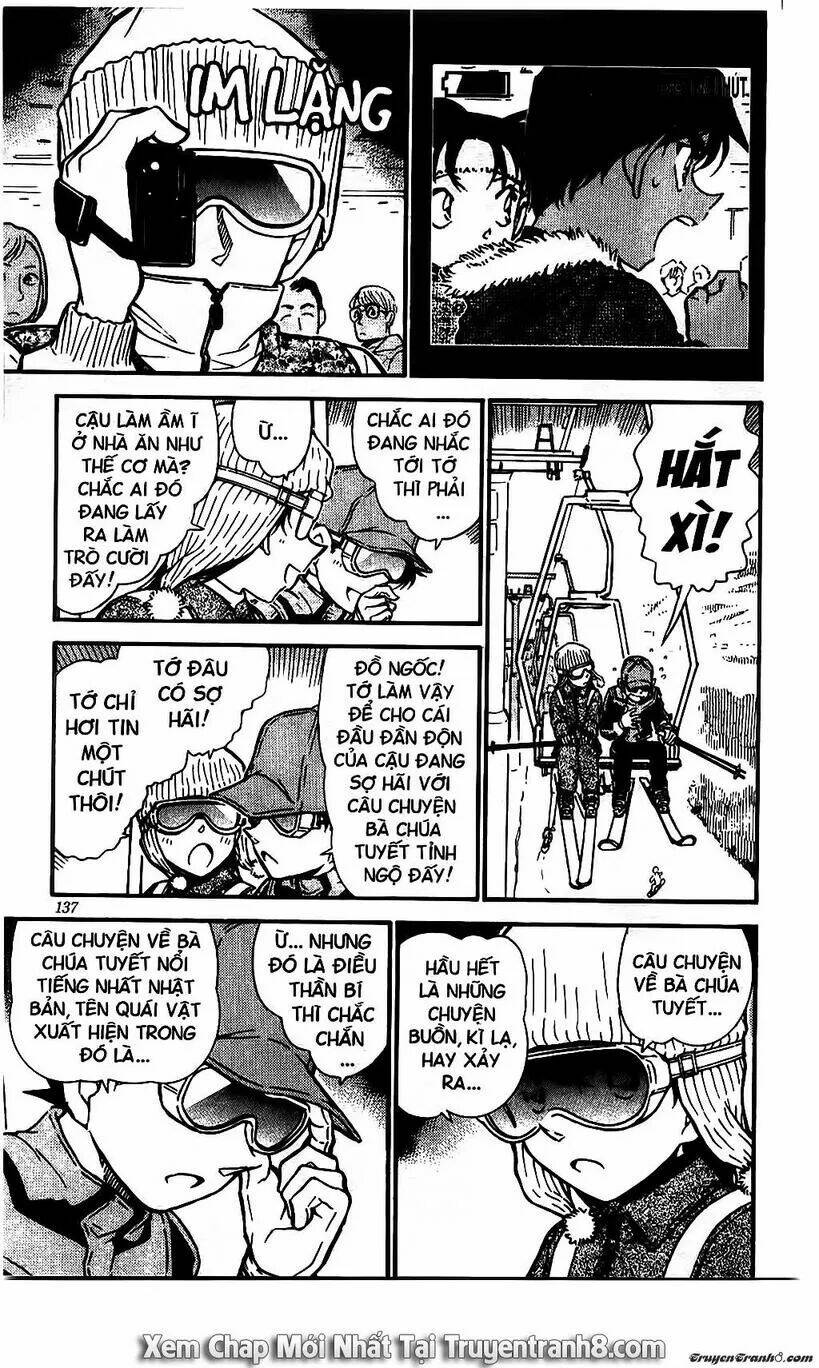 IM LẶNG
HẮT
XÌ!
CHẮC AI ĐÓ
ĐANG NHẮC
TỚI TỚ
THÌ PHẢI
...
Ừ...
CẬU LÀM ẦM Ĩ
Ở NHÀ ĂN NHƯ
THẾ CƠ MÀ?
CHẮC AI ĐÓ
ĐANG LẤY
RA LÀM
TRÒ CƯỜI
ĐẤY!
ĐỒ NGỐC!
TỚ LÀM VẬY
ĐỂ CHO CÁI
ĐẦU ĐẦN ĐỘN
CỦA CẬU ĐANG
SỢ HÃI VỚI
CÂU CHUYỆN
BÀ CHÚA
TUYẾT TỈNH
NGỘ ĐẤY!
TỚ ĐÂU
CÓ SỢ
HÃI!
TỚ CHỈ
HƠI TIN
MỘT
CHÚT
THÔI!
137
CÂU CHUYỆN
VỀ BÀ CHÚA
TUYẾT...
HẦU HẾT
LÀ NHỮNG
CHUYỆN
BUỒN, KÌ LẠ,
HAY XẢY
RA...
Ừ... NHƯNG
ĐÓ LÀ ĐIỀU
THẦN BÍ
THÌ CHẮC
CHẮN
...
CÂU CHUYỆN VỀ BÀ
CHÚA TUYẾT NỔI
TIẾNG NHẤT NHẬT
BẢN, TÊN QUÁI VẬT
XUẤT HIỆN TRONG
ĐÓ LÀ...
Xem Chap Mới Nhất Tại Truyentranh8.com
TruyenTranh8.com